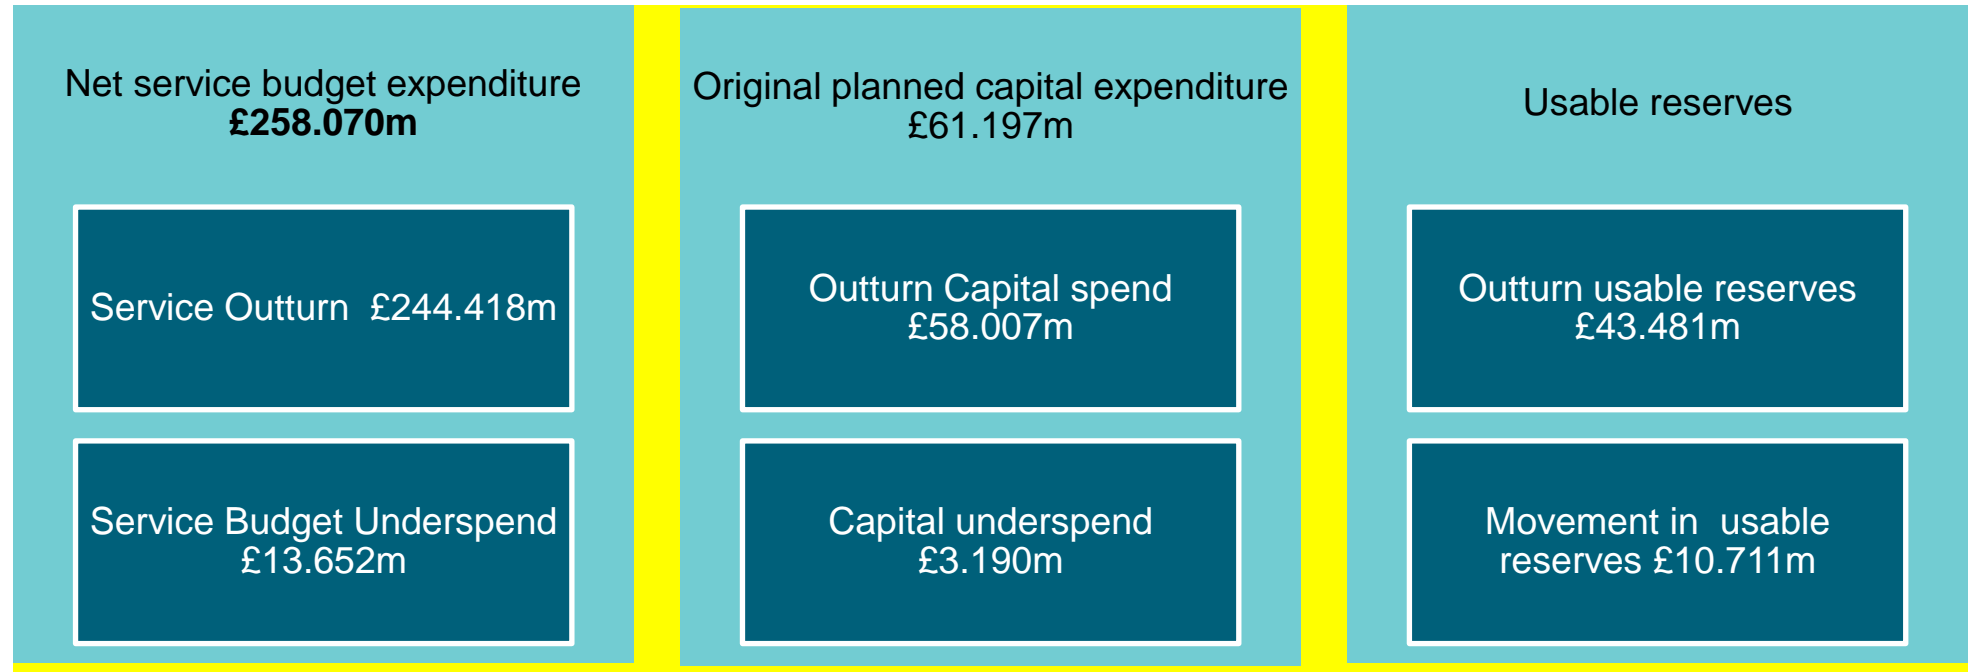 Net service budget expenditure
£258.070m
Service Outturn  £244.418m
Service Budget Underspend
£13.652m
Original planned capital expenditure
£61.197m
Outturn Capital spend
£58.007m
Capital underspend
£3.190m
Usable reserves
Outturn usable reserves
£43.481m
Movement in  usable
reserves £10.711m